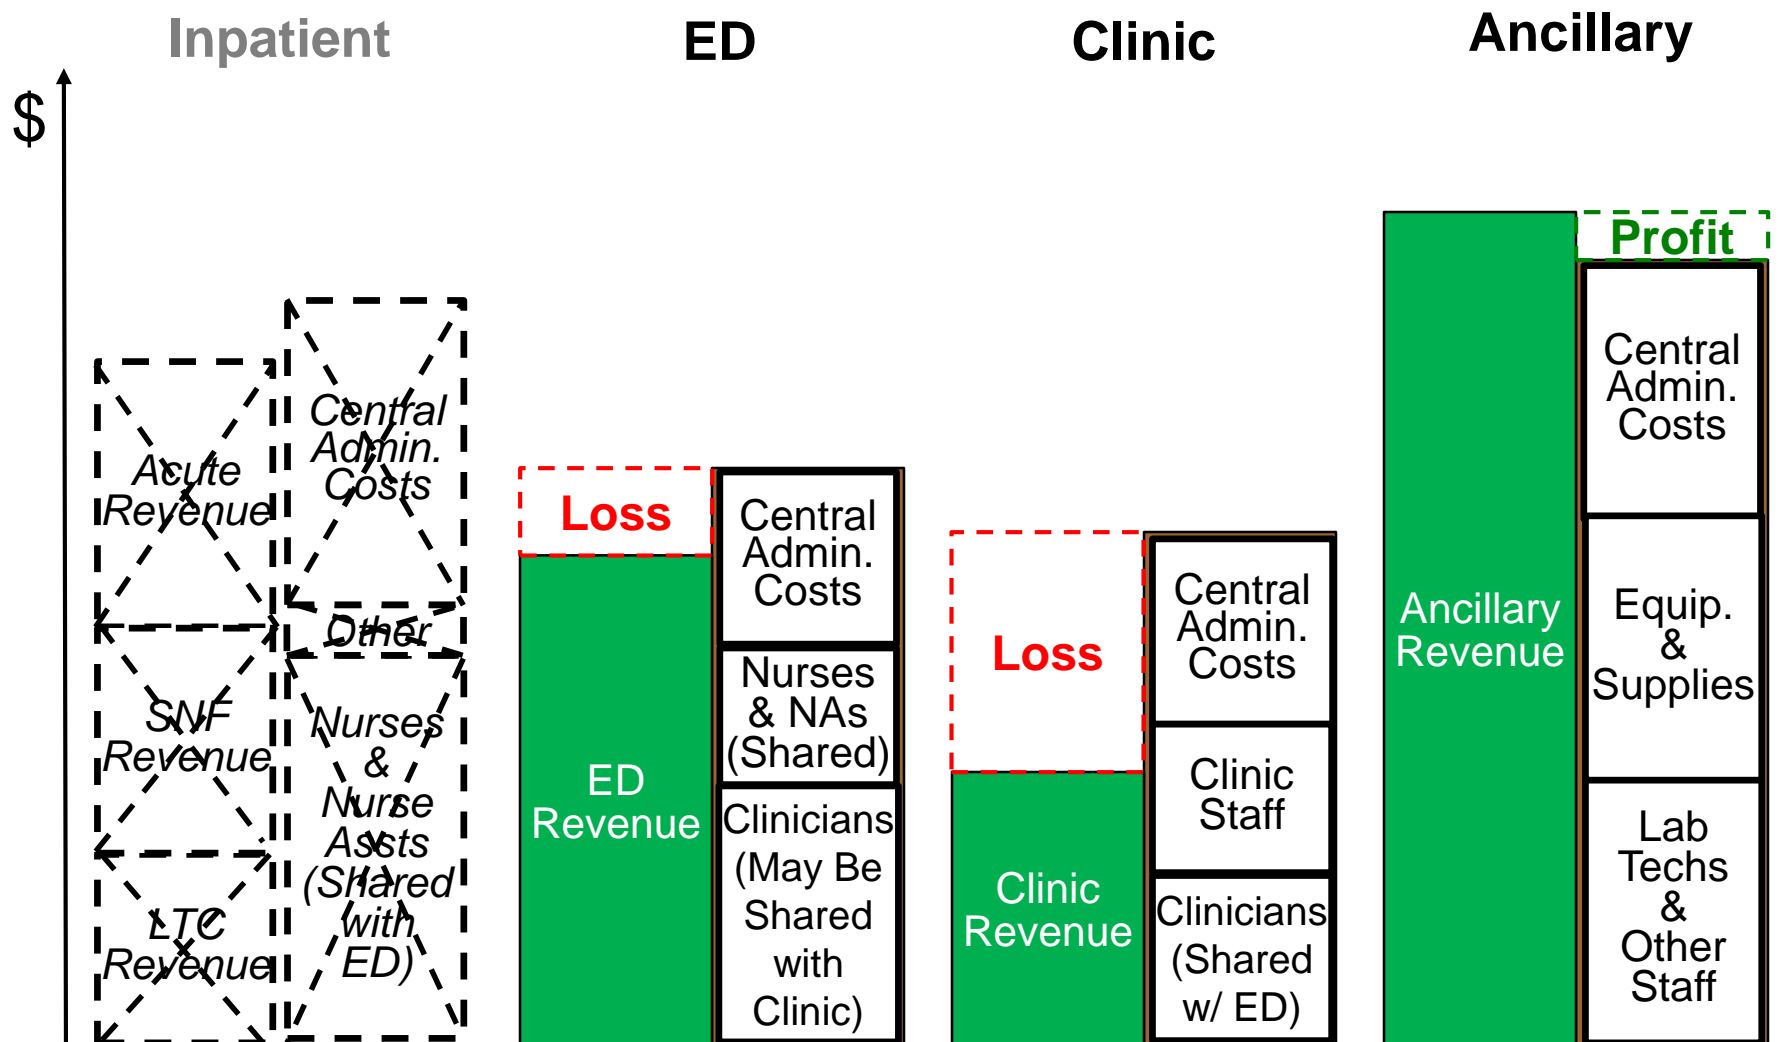 Inpatient
ED
Clinic
Ancillary
$
Acute
Revenue
SNF
Revenue
LTC
Revenue
Central
Admin.
Costs
Other
Nurses
&
Nurse
Assts
(Shared
with
ED)
Loss
ED
Revenue
Central
Admin.
Costs
Nurses
& NAs
(Shared)
Clinicians
(May Be
Shared
with
Clinic)
Loss
Clinic
Revenue
Central
Admin.
Costs
Clinic
Staff
Clinicians
(Shared
w/ ED)
Ancillary
Revenue
Profit
Central
Admin.
Costs
Equip.
&
Supplies
Lab
Techs
&
Other
Staff